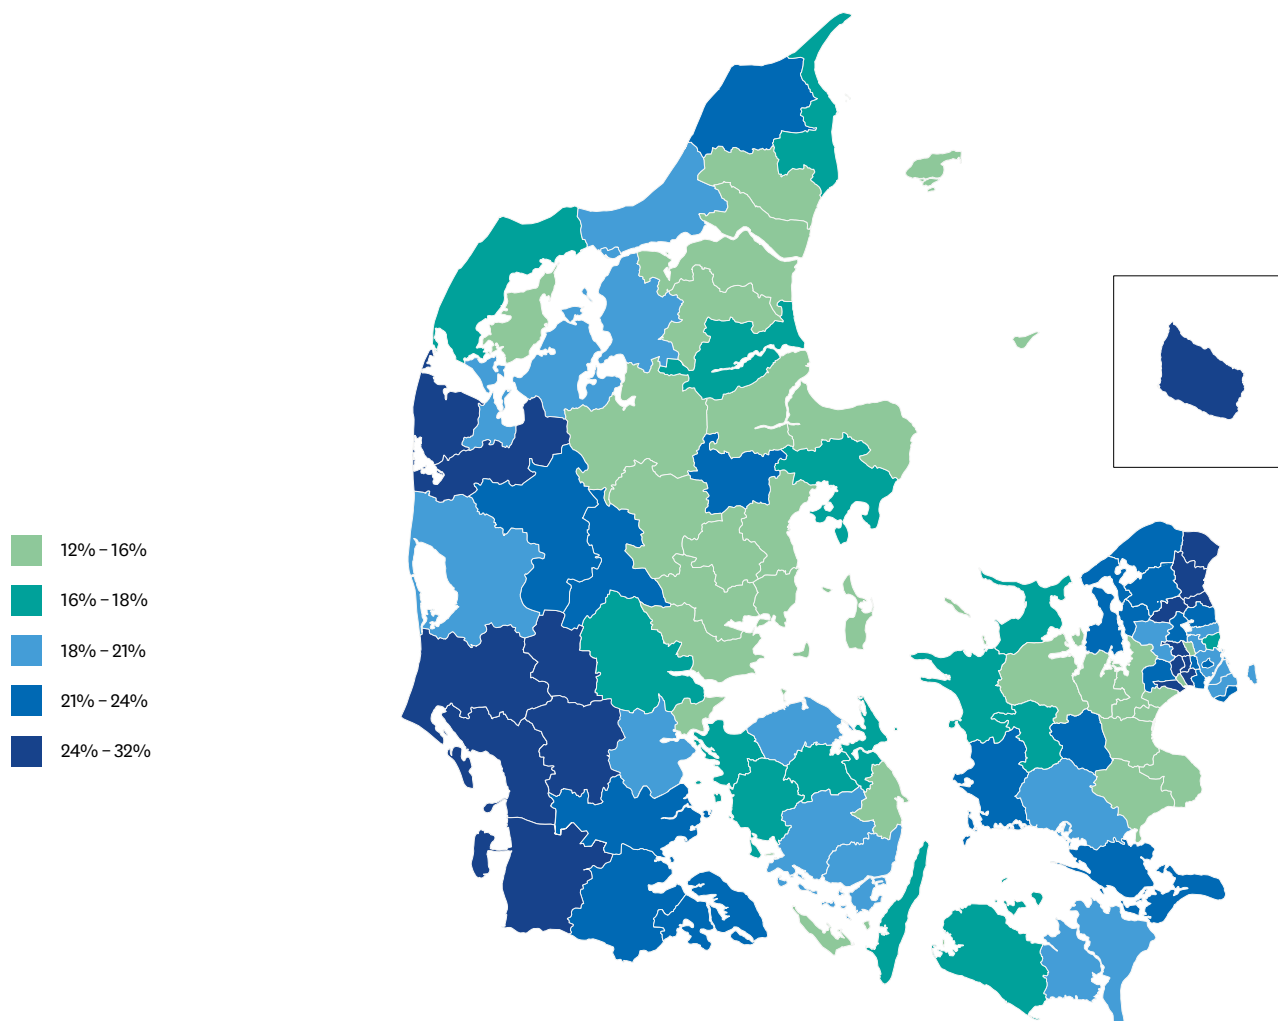 12% – 16%
16% – 18%
18% – 21%
21% – 24%
24% – 32%